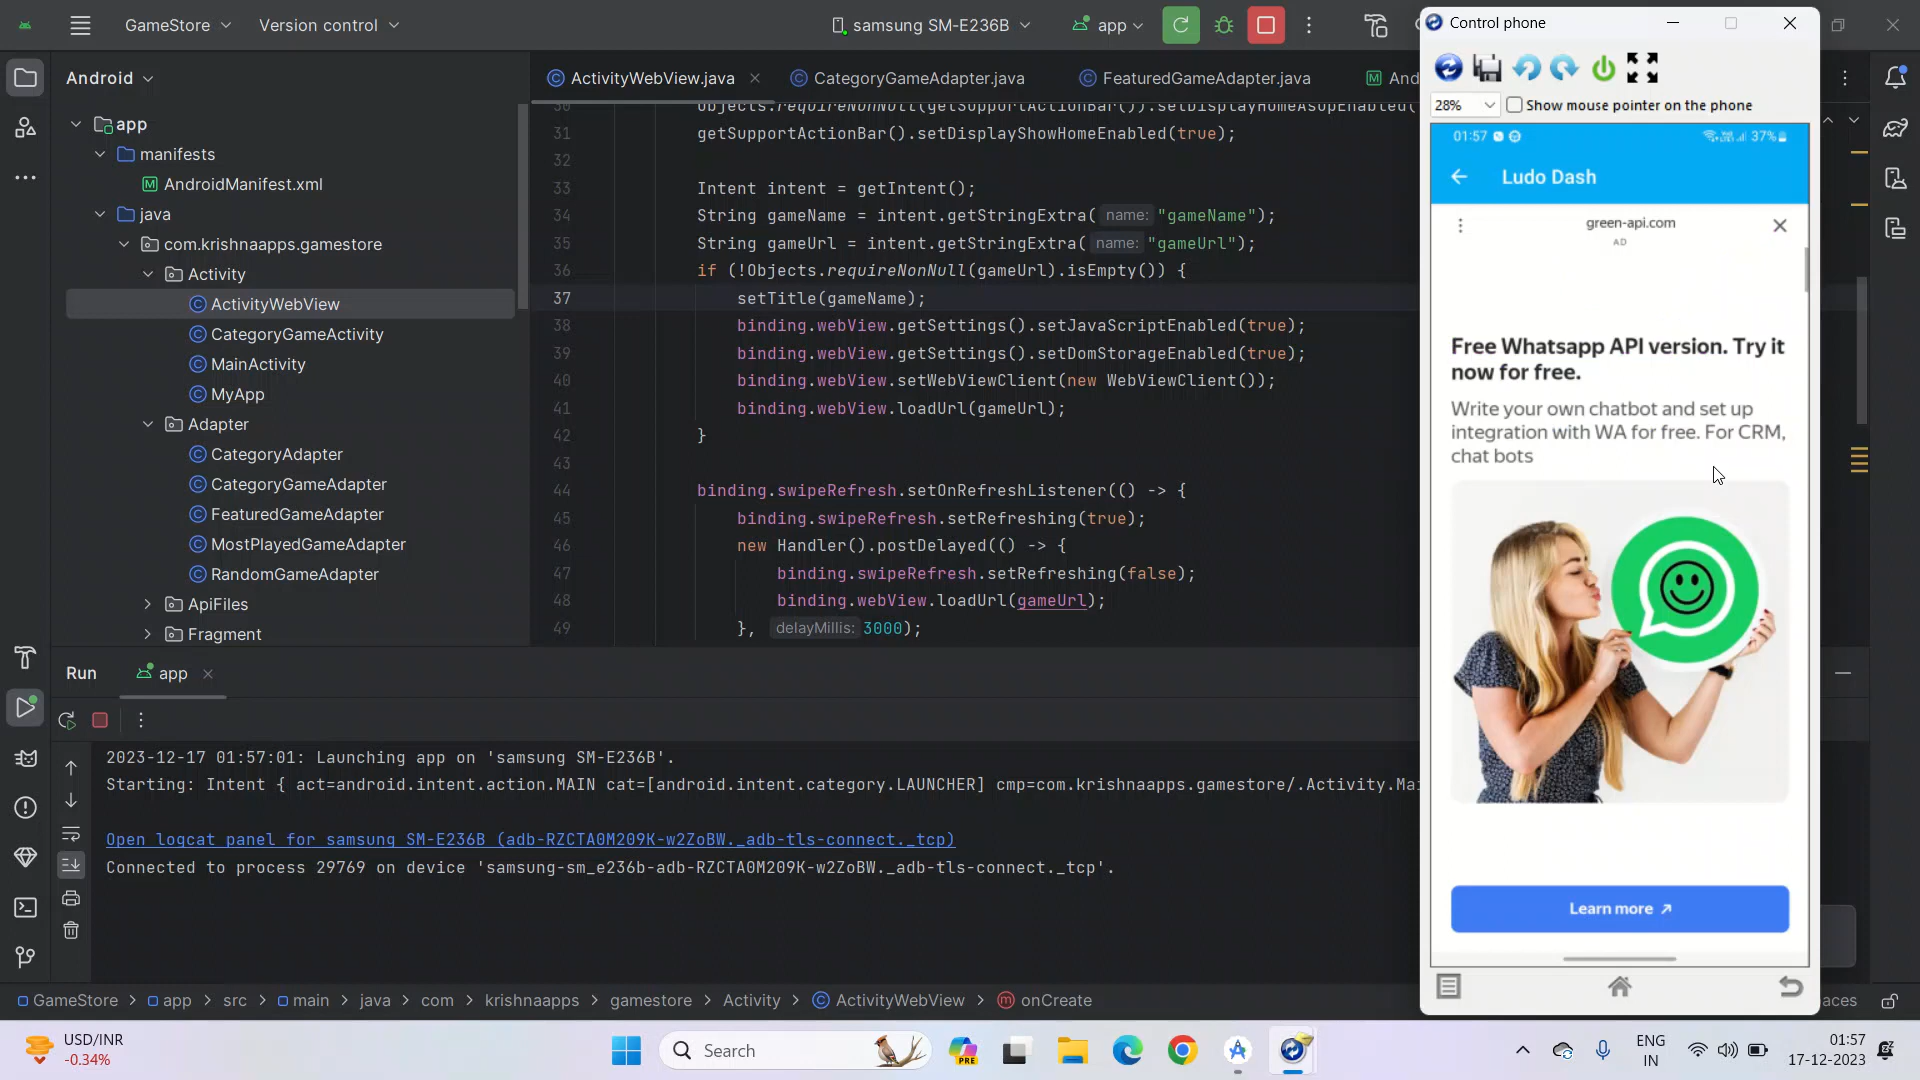 GameStore
Version control
samsung SM-E236B
app
Android
app
manifests
AndroidManifest.xml
java
com.krishnaapps.gamestore
Activity
ActivityWebView
CategoryGameActivity
MainActivity
MyApp
Adapter
CategoryAdapter
CategoryGameAdapter
FeaturedGameAdapter
MostPlayedGameAdapter
RandomGameAdapter
ApiFiles
Fragment
ActivityWebView.java
CategoryGameAdapter.java
FeaturedGameAdapter.java
And
30 Objects.requireNonNull(getSupportActionBar()).setDisplayHomeAsUpEnabled(
31 getSupportActionBar().setDisplayShowHomeEnabled(true);
32
33 Intent intent = getIntent();
34 String gameName = intent.getStringExtra( name: "gameName");
35 String gameUrl = intent.getStringExtra( name: "gameUrl");
36 if (!Objects.requireNonNull(gameUrl).isEmpty()) {
37 setTitle(gameName);
38 binding.webView.getSettings().setJavaScriptEnabled(true);
39 binding.webView.getSettings().setDomStorageEnabled(true);
40 binding.webView.setWebViewClient(new WebViewClient());
41 binding.webView.loadUrl(gameUrl);
42 }
43
44 binding.swipeRefresh.setOnRefreshListener(() -> {
45 binding.swipeRefresh.setRefreshing(true);
46 new Handler().postDelayed(() -> {
47 binding.swipeRefresh.setRefreshing(false);
48 binding.webView.loadUrl(gameUrl);
49 }, delayMillis: 3000);
Run
app
2023-12-17 01:57:01: Launching app on 'samsung SM-E236B'.
Starting: Intent { act=android.intent.action.MAIN cat=[android.intent.category.LAUNCHER] cmp=com.krishnaapps.gamestore/.Activity.Mai
Open logcat panel for samsung SM-E236B (adb-RZCTA0M209K-w2ZoBW._adb-tls-connect._tcp)
Connected to process 29769 on device 'samsung-sm_e236b-adb-RZCTA0M209K-w2ZoBW._adb-tls-connect._tcp'.
GameStore > app > src > main > java > com > krishnaapps > gamestore > Activity > ActivityWebView > onCreate
aces
Control phone
28%
Show mouse pointer on the phone
01:57
37%
Ludo Dash
green-api.com
AD
Free Whatsapp API version. Try it
now for free.
Write your own chatbot and set up
integration with WA for free. For CRM,
chat bots
Learn more
USD/INR
-0.34%
Search
PRE
ENG
IN
01:57
17-12-2023